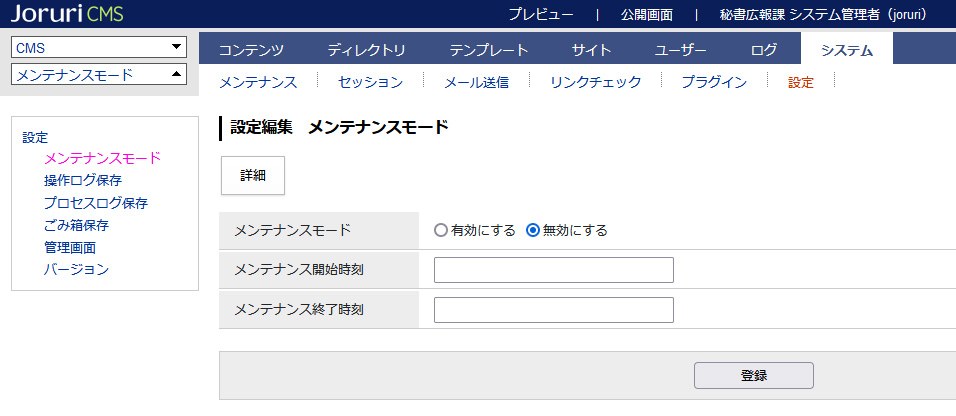 Joruri CMS
プレビュー | 公開画面 | 秘書広報課 システム管理者（joruri）
CMS
メンテナンスモード
コンテンツ ディレクトリ テンプレート サイト ユーザー ログ システム
メンテナンス セッション メール送信 リンクチェック プラグイン 設定
設定
メンテナンスモード
操作ログ保存
プロセスログ保存
ごみ箱保存
管理画面
バージョン
設定編集 メンテナンスモード
詳細
メンテナンスモード 有効にする 無効にする
メンテナンス開始時刻
メンテナンス終了時刻
登録